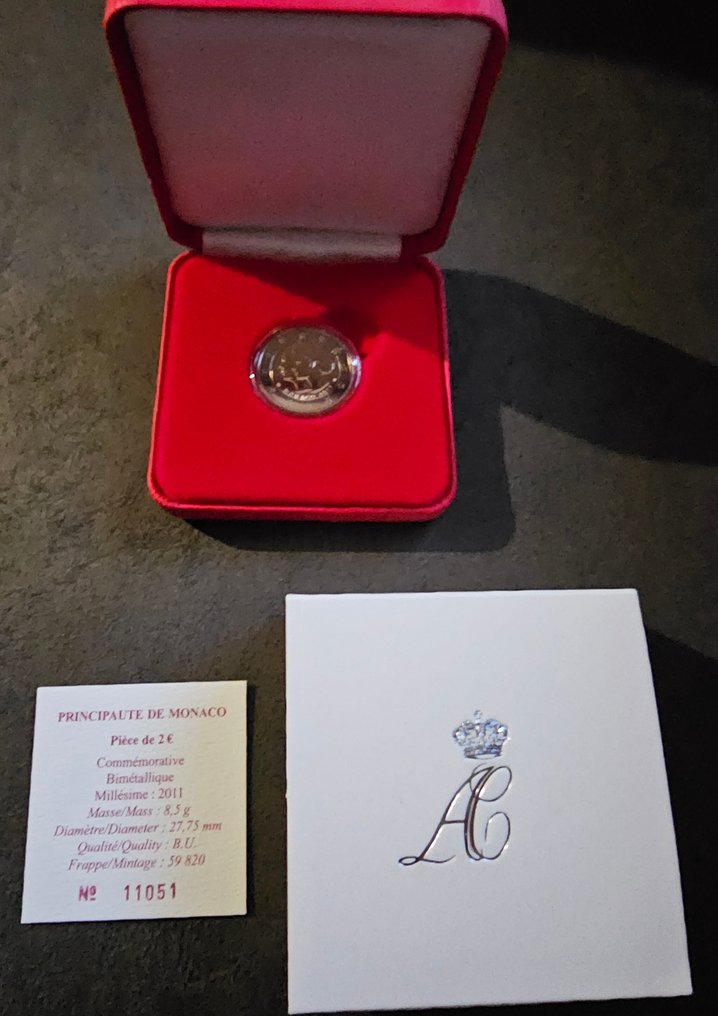 PRINCIPAUTE DE MONACO
Pièce de 2 €
Commémorative
Bimétallique
Millésime : 2011
Masse/Mass : 8,5 g
Diamètre/Diameter : 27,75 mm
Qualité/Quality : B.U.
Frappe/Mintage : 59 820
Nº 11051
AC